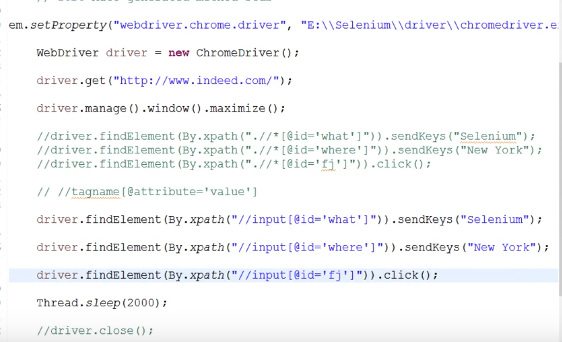 em.setProperty("webdriver.chrome.driver", "E:\\Selenium\\driver\\chromedriver.e
WebDriver driver = new ChromeDriver();
driver.get("http://www.indeed.com/");
driver.manage().window().maximize();
//driver.findElement(By.xpath(".//*[@id='what']")).sendKeys("Selenium");
//driver.findElement(By.xpath(".//*[@id='where']")).sendKeys("New York");
//driver.findElement(By.xpath(".//*[@id='fj']")).click();
// //tagname[@attribute='value']
driver.findElement(By.xpath("//input[@id='what']")).sendKeys("Selenium");
driver.findElement(By.xpath("//input[@id='where']")).sendKeys("New York");
driver.findElement(By.xpath("//input[@id='fj']")).click();
Thread.sleep(2000);
//driver.close();